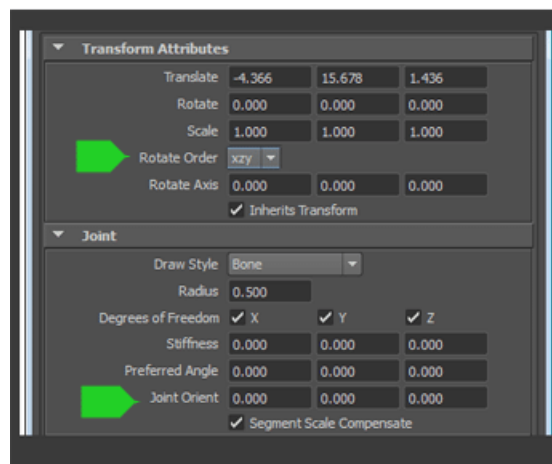 Transform Attributes
Translate -4.366 15.678 1.436
Rotate 0.000 0.000 0.000
Scale 1.000 1.000 1.000
Rotate Order xzy
Rotate Axis 0.000 0.000 0.000
Inherits Transform
Joint
Draw Style Bone
Radius 0.500
Degrees of Freedom X Y Z
Stiffness 0.000 0.000 0.000
Preferred Angle 0.000 0.000 0.000
Joint Orient 0.000 0.000 0.000
Segment Scale Compensate